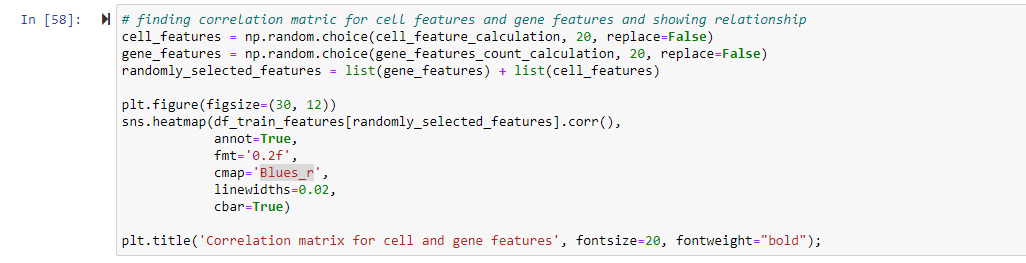 In [58]: # finding correlation matric for cell features and gene features and showing relationship
cell_features = np.random.choice(cell_feature_calculation, 20, replace=False)
gene_features = np.random.choice(gene_features_count_calculation, 20, replace=False)
randomly_selected_features = list(gene_features) + list(cell_features)
plt.figure(figsize=(30, 12))
sns.heatmap(df_train_features[randomly_selected_features].corr(),
annot=True,
fmt='0.2f',
cmap='Blues_r',
linewidths=0.02,
cbar=True)
plt.title('Correlation matrix for cell and gene features', fontsize=20, fontweight="bold");